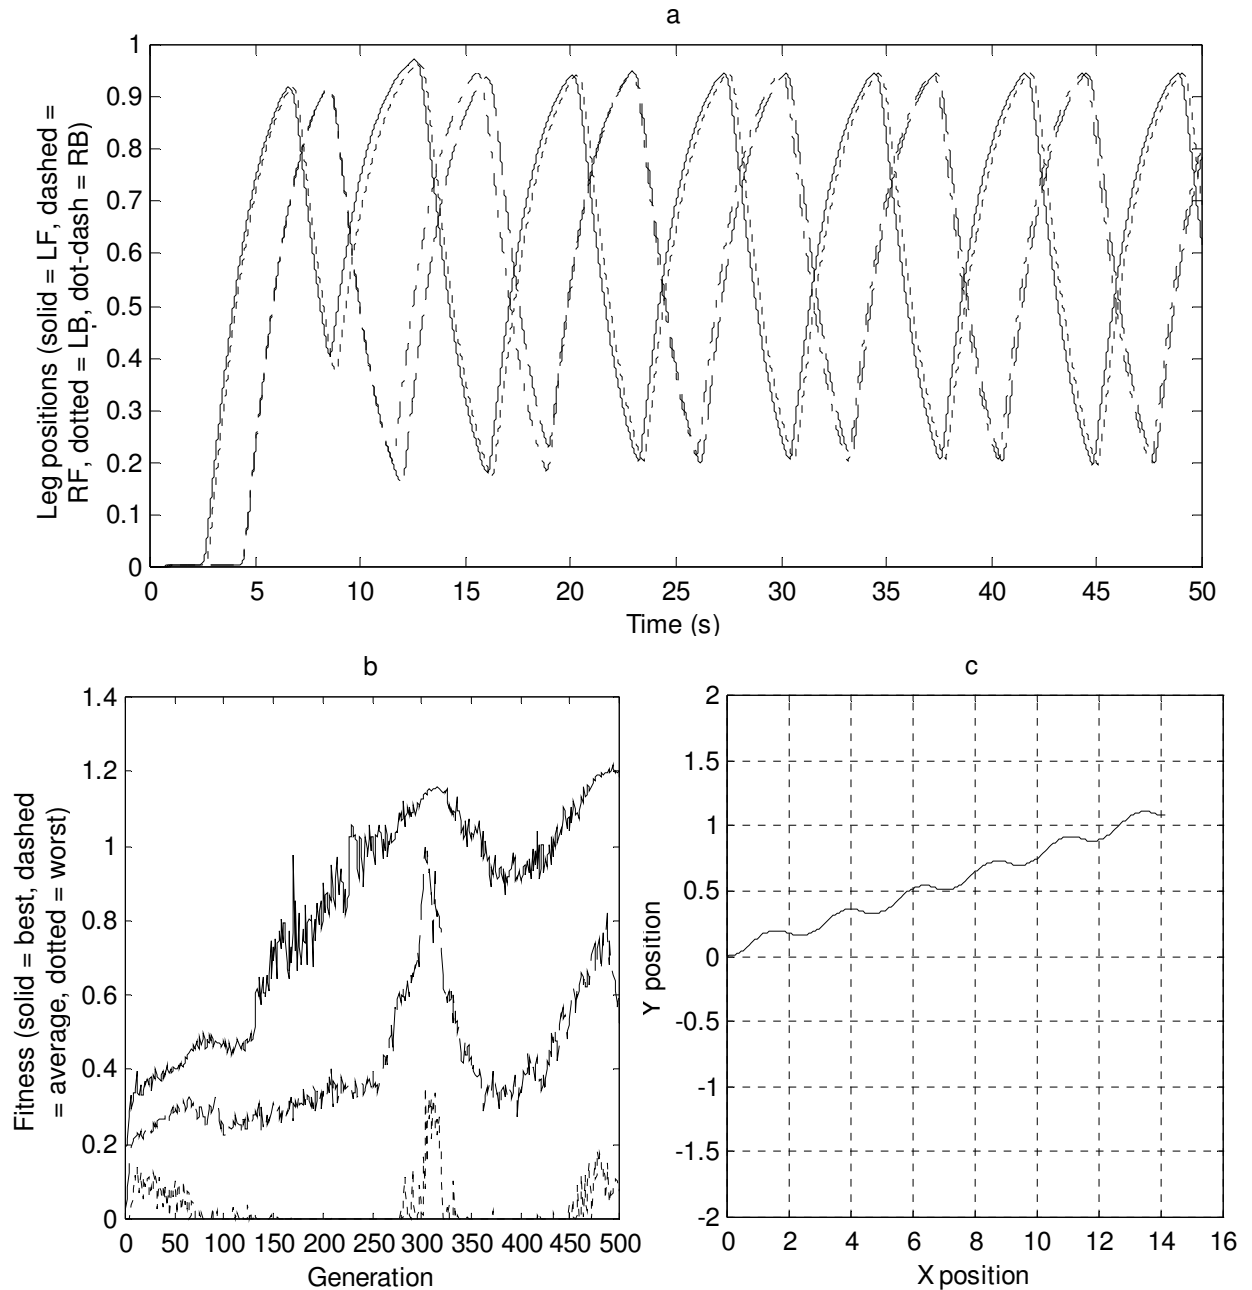 a
Leg positions (solid = LF, dashed =
RF, dotted = LB, dot-dash = RB)
1
0.9
0.8
0.7
0.6
0.5
0.4
0.3
0.2
0.1
0
0 5 10 15 20 25 30 35 40 45 50
Time (s)
b
Fitness (solid = best, dashed
= average, dotted = worst)
1.4
1.2
1
0.8
0.6
0.4
0.2
0
0 50 100 150 200 250 300 350 400 450 500
Generation
c
Y position
2
1.5
1
0.5
0
-0.5
-1
-1.5
-2
0 2 4 6 8 10 12 14 16
X position